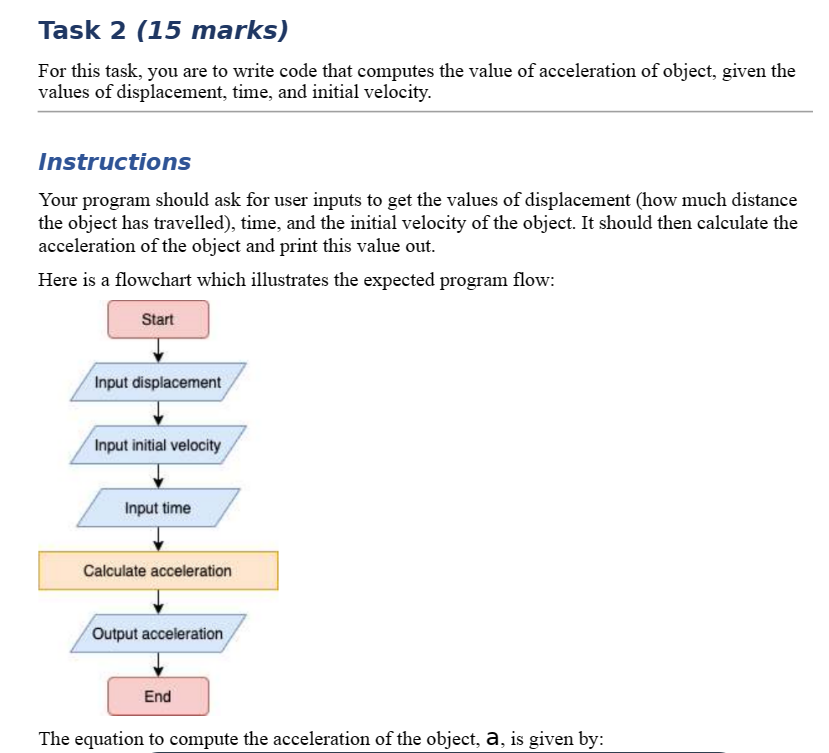 Task 2 (15 marks)
For this task, you are to write code that computes the value of acceleration of object, given the
values of displacement, time, and initial velocity.
Instructions
Your program should ask for user inputs to get the values of displacement (how much distance
the object has travelled), time, and the initial velocity of the object. It should then calculate the
acceleration of the object and print this value out.
Here is a flowchart which illustrates the expected program flow:
Start
Input displacement
Input initial velocity
Input time
Calculate acceleration
Output acceleration
End
The equation to compute the acceleration of the object, a, is given by: